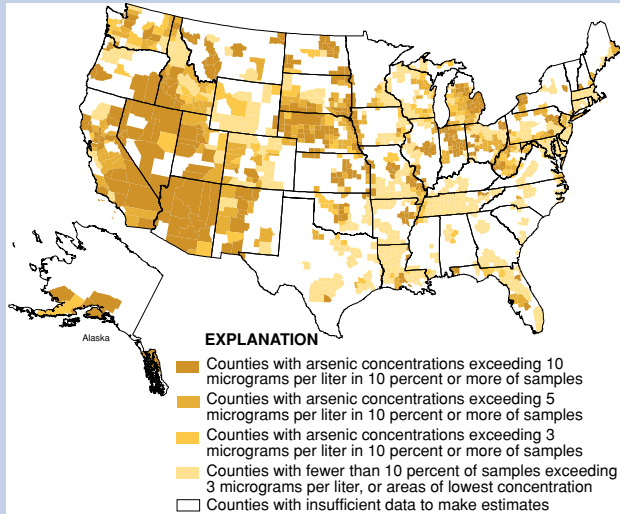 Alaska
EXPLANATION
Counties with arsenic concentrations exceeding 10
micrograms per liter in 10 percent or more of samples
Counties with arsenic concentrations exceeding 5
micrograms per liter in 10 percent or more of samples
Counties with arsenic concentrations exceeding 3
micrograms per liter in 10 percent or more of samples
Counties with fewer than 10 percent of samples exceeding
3 micrograms per liter, or areas of lowest concentration
Counties with insufficient data to make estimates